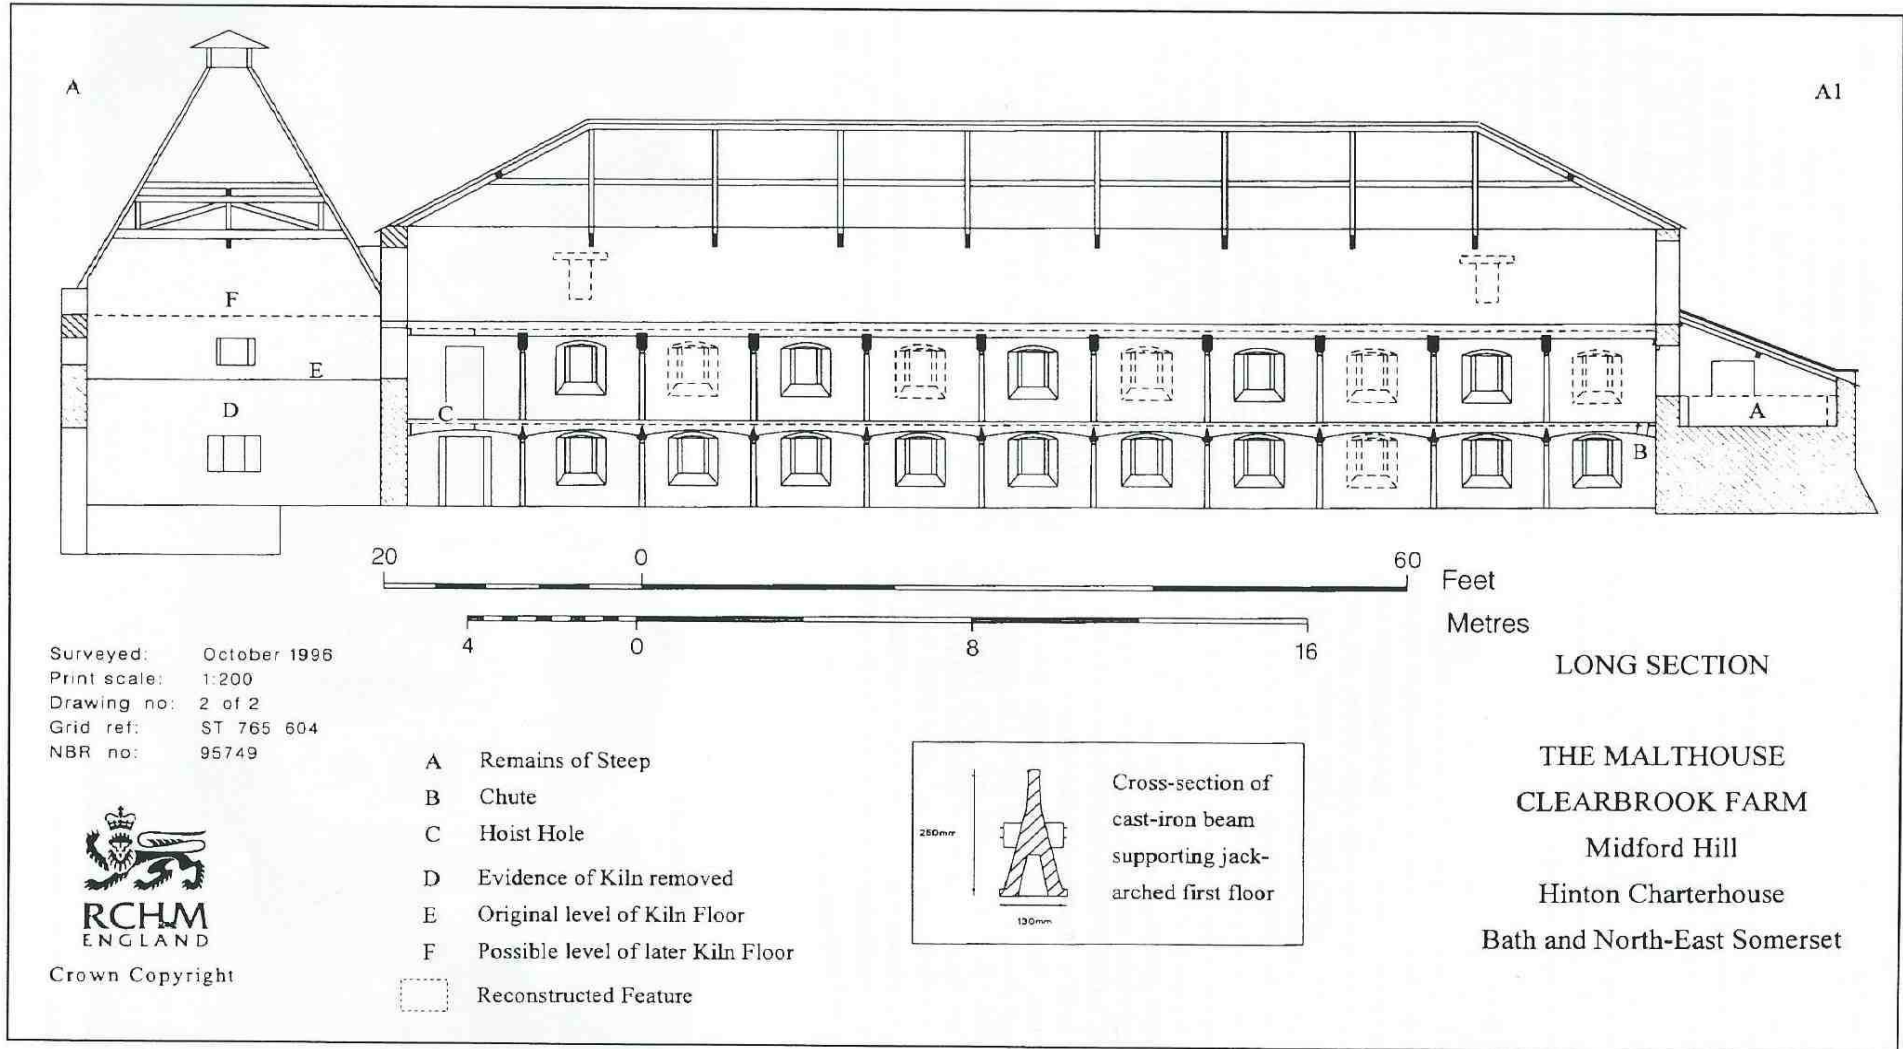 A
A1
F
E
D
C
B
A
20 0 60 Feet
Metres
4 0 8 16
Surveyed: October 1996
Print scale: 1:200
Drawing no: 2 of 2
Grid ref: ST 765 604
NBR no: 95749
RCHM
ENGLAND
Crown Copyright
A Remains of Steep
B Chute
C Hoist Hole
D Evidence of Kiln removed
E Original level of Kiln Floor
F Possible level of later Kiln Floor
Reconstructed Feature
250mm
130mm
Cross-section of
cast-iron beam
supporting jack-
arched first floor
LONG SECTION
THE MALTHOUSE
CLEARBROOK FARM
Midford Hill
Hinton Charterhouse
Bath and North-East Somerset